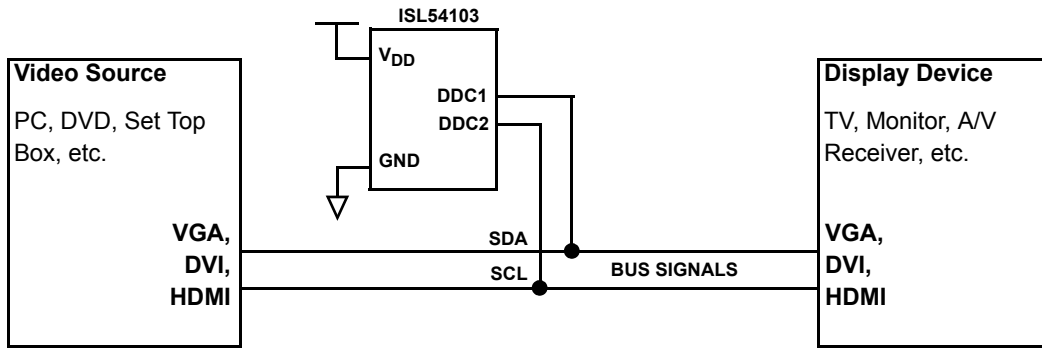 ISL54103
VDD
DDC1
DDC2
GND
Video Source
PC, DVD, Set Top
Box, etc.
VGA,
DVI,
HDMI
SDA
SCL
BUS SIGNALS
Display Device
TV, Monitor, A/V
Receiver, etc.
VGA,
DVI,
HDMI